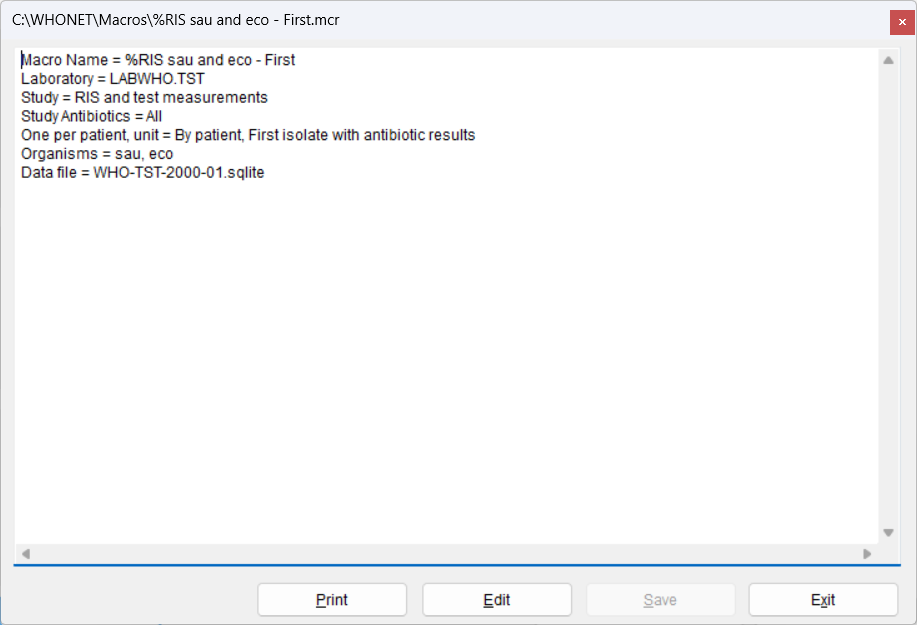 C:\WHONET\Macros\%RIS sau and eco - First.mcr
Macro Name = %RIS sau and eco - First
Laboratory = LABWHO.TST
Study = RIS and test measurements
Study Antibiotics = All
One per patient, unit = By patient, First isolate with antibiotic results
Organisms = sau, eco
Data file = WHO-TST-2000-01.sqlite
Print Edit Save Exit